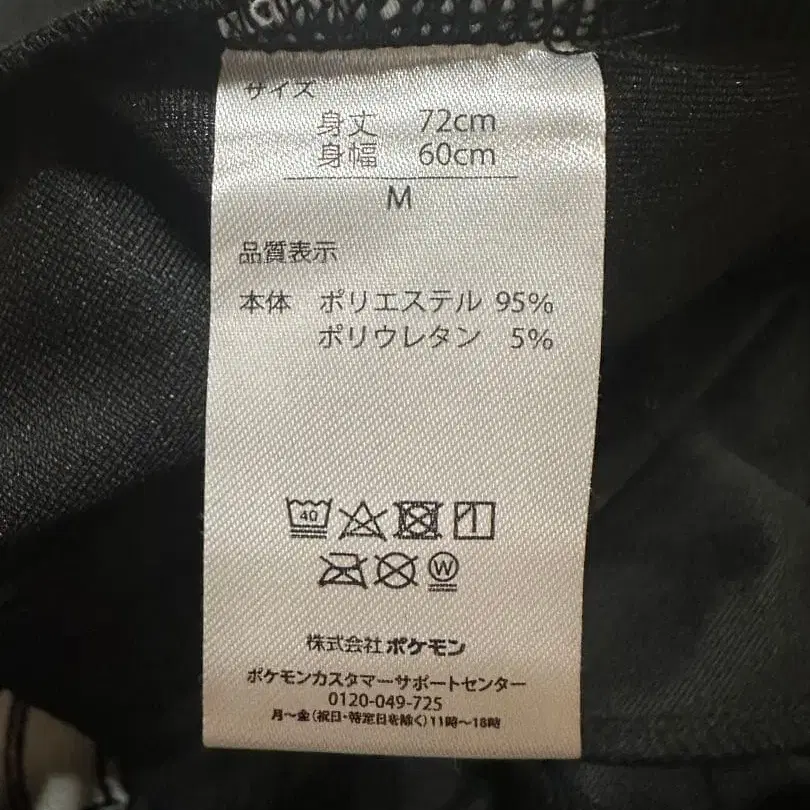 サイズ
身丈 72cm
身幅 60cm
M
品質表示
本体 ポリエステル 95%
ポリウレタン 5%
40
W
株式会社ポケモン
ポケモンカスタマーサポートセンター
0120-049-725
月〜金(祝日・特定日を除く)11時〜18時